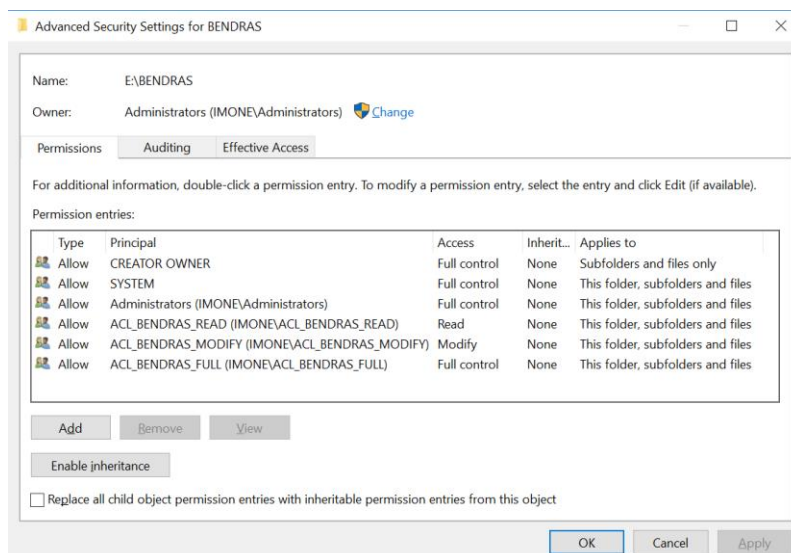 Advanced Security Settings for BENDRAS
Name: E:\BENDRAS
Owner: Administrators (IMONE\Administrators) Change
Permissions Auditing Effective Access
For additional information, double-click a permission entry. To modify a permission entry, select the entry and click Edit (if available).
Permission entries:
Type Principal Access Inherit... Applies to
Allow CREATOR OWNER Full control None Subfolders and files only
Allow SYSTEM Full control None This folder, subfolders and files
Allow Administrators (IMONE\Administrators) Full control None This folder, subfolders and files
Allow ACL_BENDRAS_READ (IMONE\ACL_BENDRAS_READ) Read None This folder, subfolders and files
Allow ACL_BENDRAS_MODIFY (IMONE\ACL_BENDRAS_MODIFY) Modify None This folder, subfolders and files
Allow ACL_BENDRAS_FULL (IMONE\ACL_BENDRAS_FULL) Full control None This folder, subfolders and files
Add Remove View
Enable inheritance
Replace all child object permission entries with inheritable permission entries from this object
OK Cancel Apply